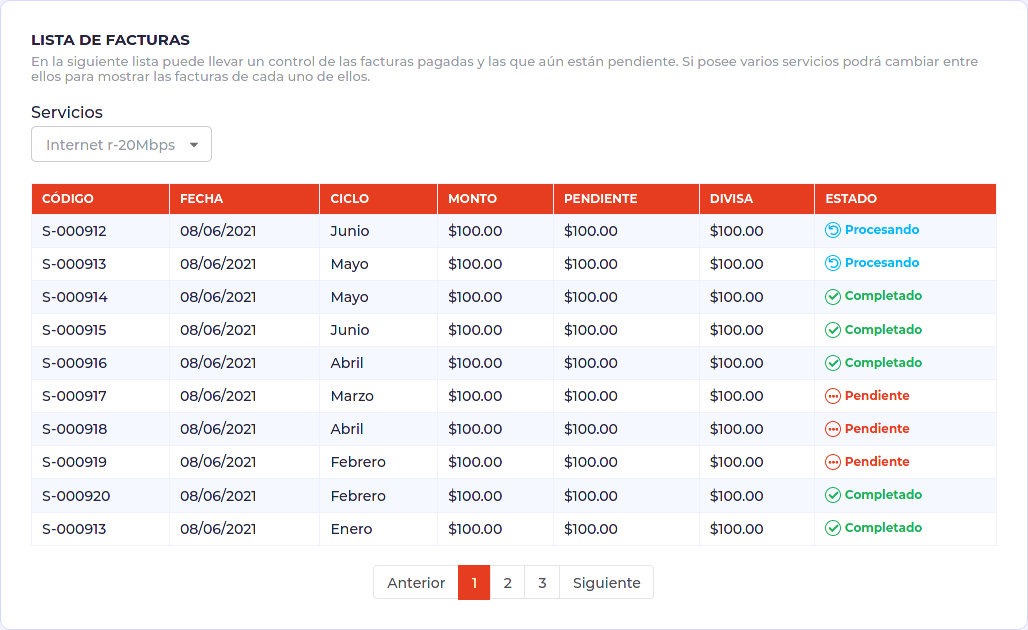 LISTA DE FACTURAS
En la siguiente lista puede llevar un control de las facturas pagadas y las que aún están pendiente. Si posee varios servicios podrá cambiar entre
ellos para mostrar las facturas de cada uno de ellos.
Servicios
Internet r-20Mbps
CÓDIGO FECHA CICLO MONTO PENDIENTE DIVISA ESTADO
S-000912 08/06/2021 Junio $100.00 $100.00 $100.00 Procesando
S-000913 08/06/2021 Mayo $100.00 $100.00 $100.00 Procesando
S-000914 08/06/2021 Mayo $100.00 $100.00 $100.00 Completado
S-000915 08/06/2021 Junio $100.00 $100.00 $100.00 Completado
S-000916 08/06/2021 Abril $100.00 $100.00 $100.00 Completado
S-000917 08/06/2021 Marzo $100.00 $100.00 $100.00 Pendiente
S-000918 08/06/2021 Abril $100.00 $100.00 $100.00 Pendiente
S-000919 08/06/2021 Febrero $100.00 $100.00 $100.00 Pendiente
S-000920 08/06/2021 Febrero $100.00 $100.00 $100.00 Completado
S-000913 08/06/2021 Enero $100.00 $100.00 $100.00 Completado
Anterior 1 2 3 Siguiente